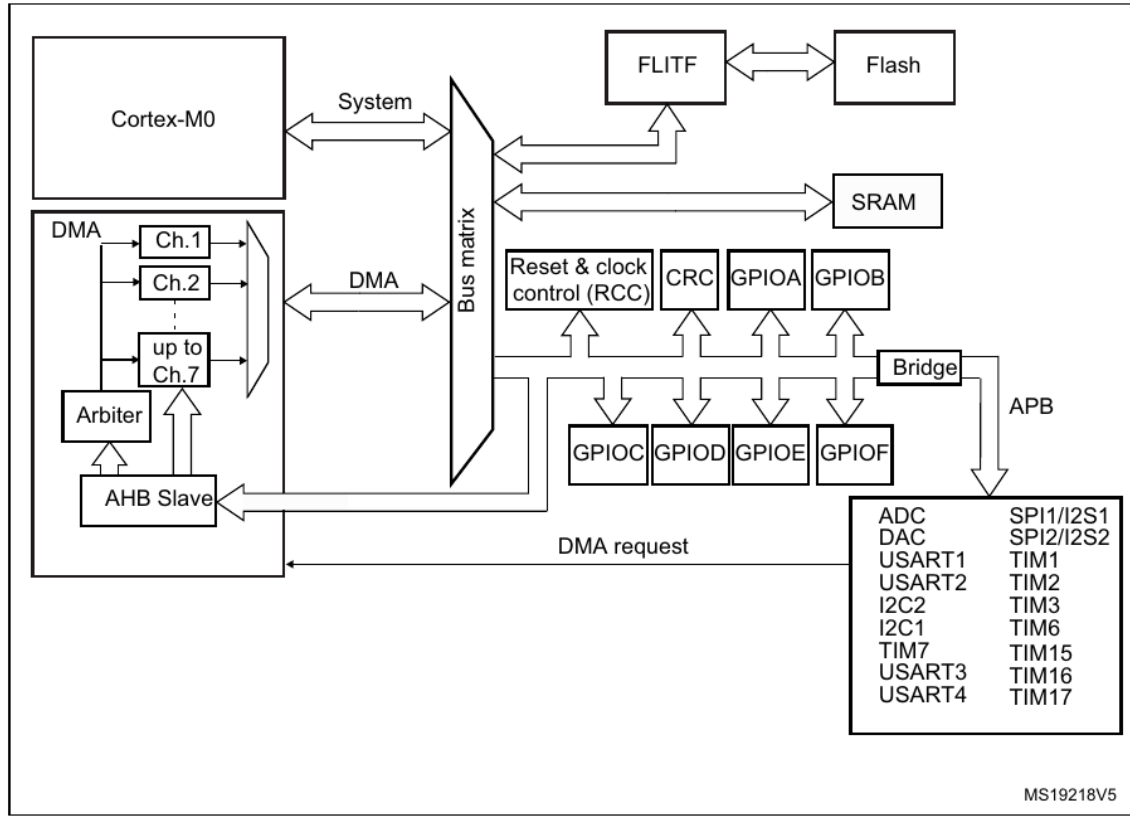 Cortex-M0
System
FLITF
Flash
SRAM
Bus matrix
DMA
Ch.1
Ch.2
up to
Ch.7
Arbiter
AHB Slave
DMA
Reset & clock
control (RCC)
CRC
GPIOA
GPIOB
Bridge
APB
GPIOC
GPIOD
GPIOE
GPIOF
DMA request
ADC
DAC
USART1
USART2
I2C2
I2C1
TIM7
USART3
USART4
SPI1/I2S1
SPI2/I2S2
TIM1
TIM2
TIM3
TIM6
TIM15
TIM16
TIM17
MS19218V5